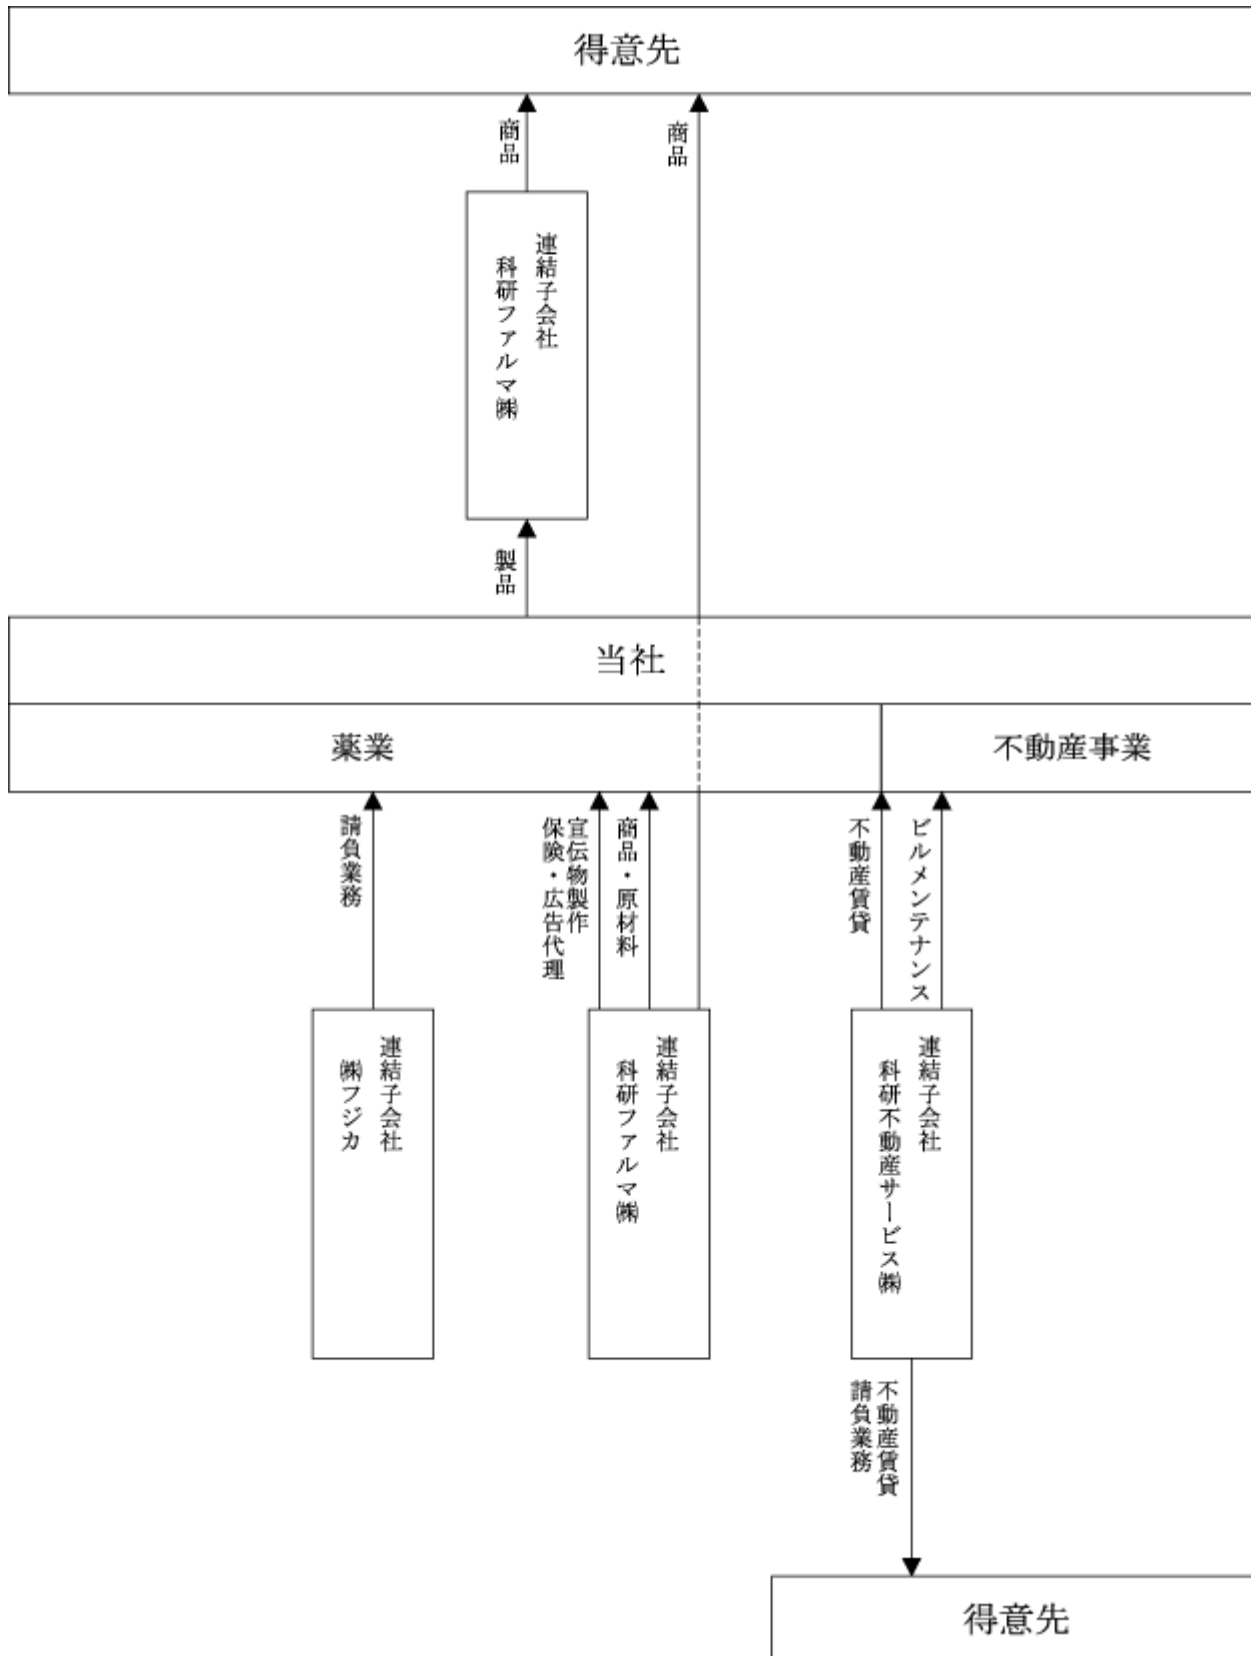 得意先
商品
商品
連結子会社
科研ファルマ㈱
製品
当社
薬業
不動産事業
請負業務
宣伝物製作
保険・広告代理
商品・原材料
不動産賃貸
ビルメンテナンス
連結子会社
㈱フジカ
連結子会社
科研ファルマ㈱
連結子会社
科研不動産サービス㈱
不動産賃貸
請負業務
得意先